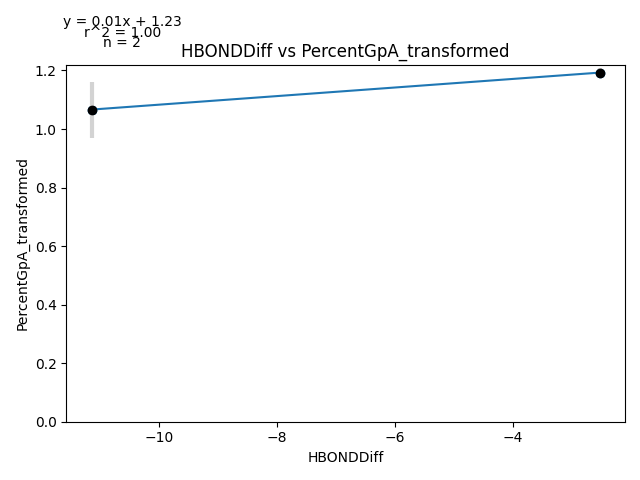 y = 0.01x + 1.23
r^2 = 1.00
n = 2
HBONDDiff vs PercentGpA_transformed
1.2
1.0
0.8
0.6
0.4
0.2
0.0
PercentGpA_transformed
−10
−8
−6
−4
HBONDDiff